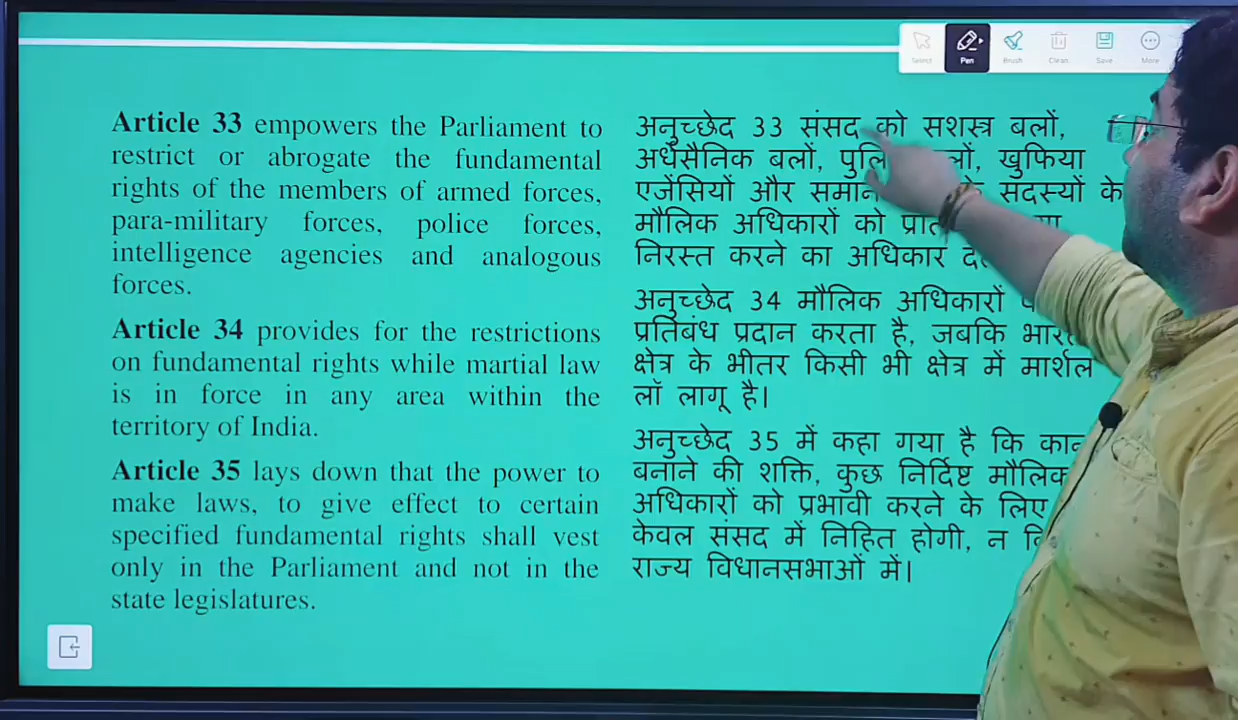 Select
Pen
Brush
Clean
Save
More
Article 33 empowers the Parliament to
restrict or abrogate the fundamental
rights of the members of armed forces,
para-military forces, police forces,
intelligence agencies and analogous
forces.
Article 34 provides for the restrictions
on fundamental rights while martial law
is in force in any area within the
territory of India.
Article 35 lays down that the power to
make laws, to give effect to certain
specified fundamental rights shall vest
only in the Parliament and not in the
state legislatures.
अनुच्छेद 33 संसद को सशस्त्र बलों,
अर्धसैनिक बलों, खुफिया
एजेंसियों और सदस्यों के
मौलिक अधिकारों को
निरस्त करने का अधिकार
अनुच्छेद 34 मौलिक अधिकारों
प्रतिबंध प्रदान करता है, जबकि
क्षेत्र के भीतर किसी भी क्षेत्र में मार्शल
लॉ लागू है।
अनुच्छेद 35 में कहा गया है कि
बनाने की शक्ति, कुछ निर्दिष्ट मौलिक
अधिकारों को प्रभावी करने के लिए
केवल संसद में निहित होगी, न
राज्य विधानसभाओं में।